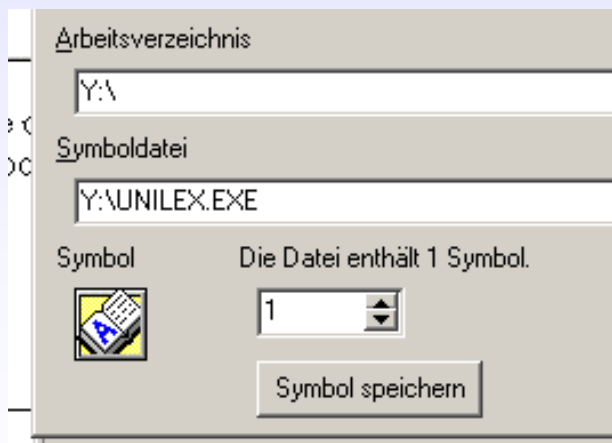 Arbeitsverzeichnis
Y:\
Symboldatei
Y:\UNILEX.EXE
Symbol Die Datei enthält 1 Symbol.
1
A
Symbol speichern